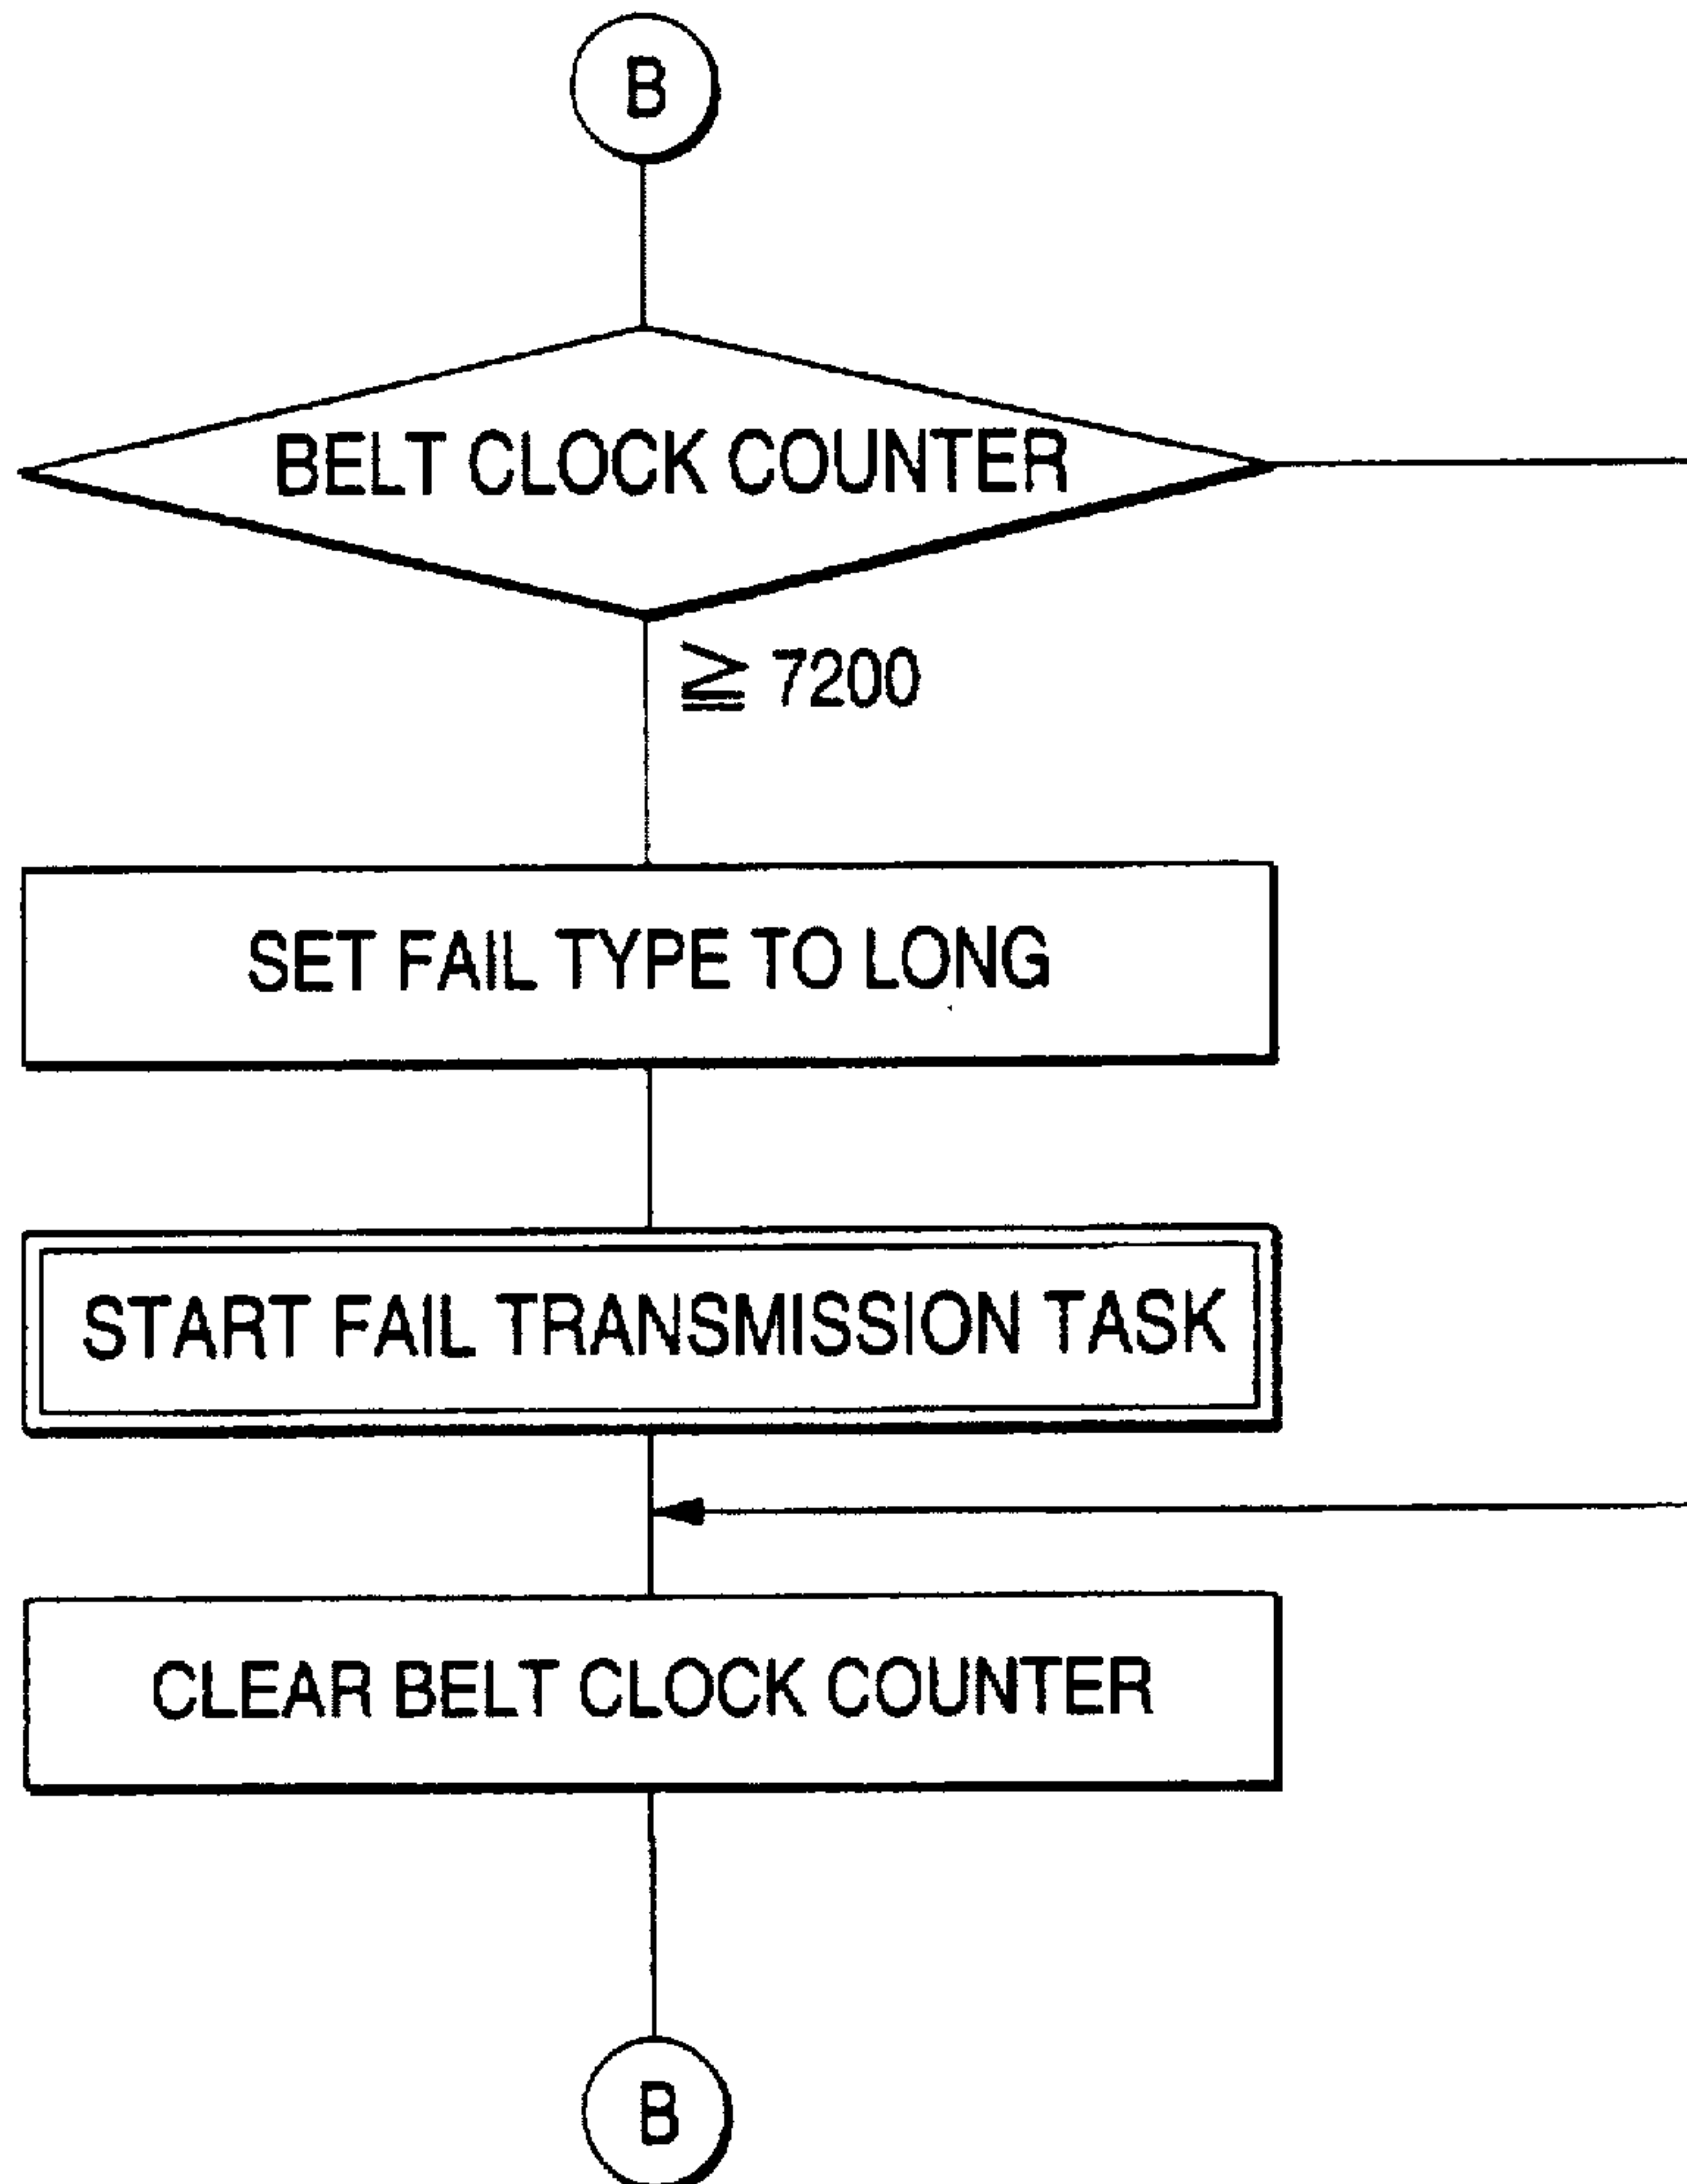 B
BELT CLOCK COUNTER
≧ 7200
SET FAIL TYPE TO LONG
START FAIL TRANSMISSION TASK
CLEAR BELT CLOCK COUNTER
B